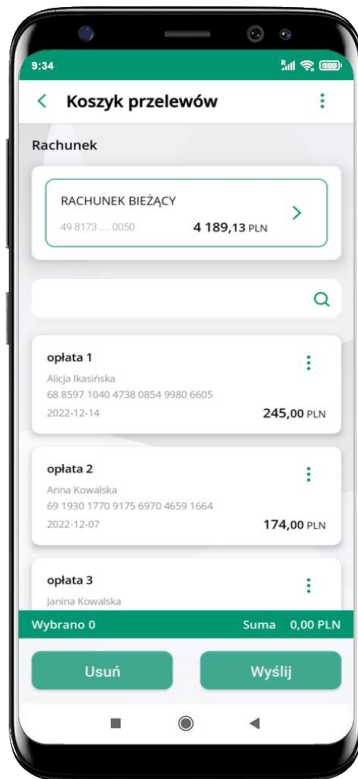 9:34
Koszyk przelewów
Rachunek
RACHUNEK BIEŻĄCY
49 8173 .... 0050 4 189,13 PLN
opłata 1
Alicja Ikasińska
68 8597 1040 4738 0854 9980 6605
2022-12-14 245,00 PLN
opłata 2
Anna Kowalska
69 1930 1770 9175 6970 4659 1664
2022-12-07 174,00 PLN
opłata 3
Janina Kowalska
Wybrano 0 Suma 0,00 PLN
Usuń Wyślij